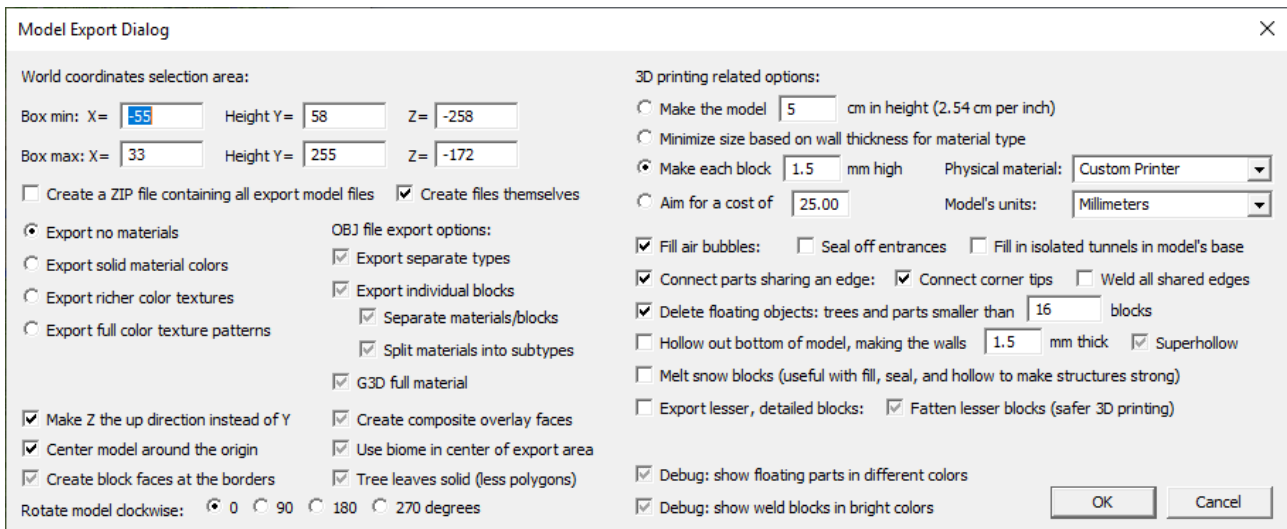 Model Export Dialog
World coordinates selection area:
Box min: X= -55 Height Y= 58 Z= -258
Box max: X= 33 Height Y= 255 Z= -172
Create a ZIP file containing all export model files Create files themselves
Export no materials
Export solid material colors
Export richer color textures
Export full color texture patterns
OBJ file export options:
Export separate types
Export individual blocks
Separate materials/blocks
Split materials into subtypes
G3D full material
Make Z the up direction instead of Y Create composite overlay faces
Center model around the origin Use biome in center of export area
Create block faces at the borders Tree leaves solid (less polygons)
Rotate model clockwise: 0 90 180 270 degrees
3D printing related options:
Make the model 5 cm in height (2.54 cm per inch)
Minimize size based on wall thickness for material type
Make each block 1.5 mm high Physical material: Custom Printer
Aim for a cost of 25.00 Model's units: Millimeters
Fill air bubbles: Seal off entrances Fill in isolated tunnels in model's base
Connect parts sharing an edge: Connect corner tips Weld all shared edges
Delete floating objects: trees and parts smaller than 16 blocks
Hollow out bottom of model, making the walls 1.5 mm thick Superhollow
Melt snow blocks (useful with fill, seal, and hollow to make structures strong)
Export lesser, detailed blocks: Fatten lesser blocks (safer 3D printing)
Debug: show floating parts in different colors
Debug: show weld blocks in bright colors
OK Cancel